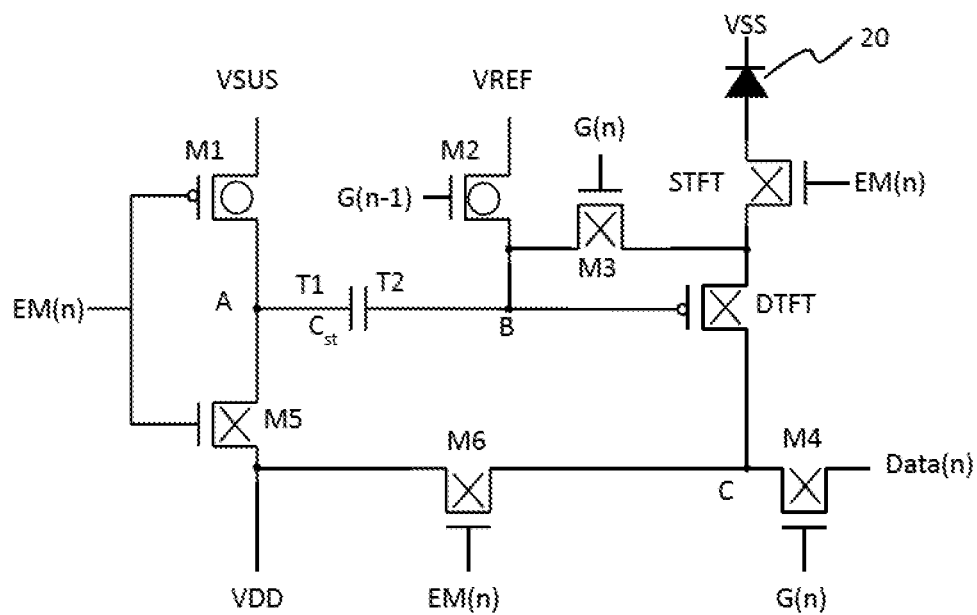 VSS
20
VSUS
VREF
G(n)
M1
M2
STFT
EM(n)
G(n-1)
M3
A
T1
T2
DTFT
EM(n)
Cst
B
M5
M6
M4
Data(n)
C
VDD
EM(n)
G(n)